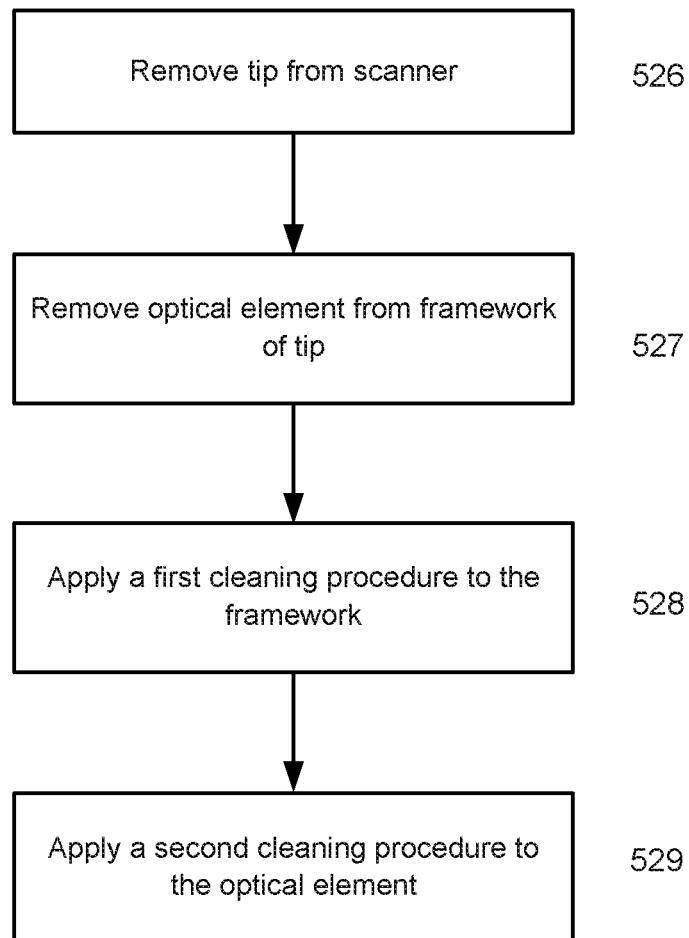 Remove tip from scanner
526
Remove optical element from framework
of tip
527
Apply a first cleaning procedure to the
framework
528
Apply a second cleaning procedure to
the optical element
529